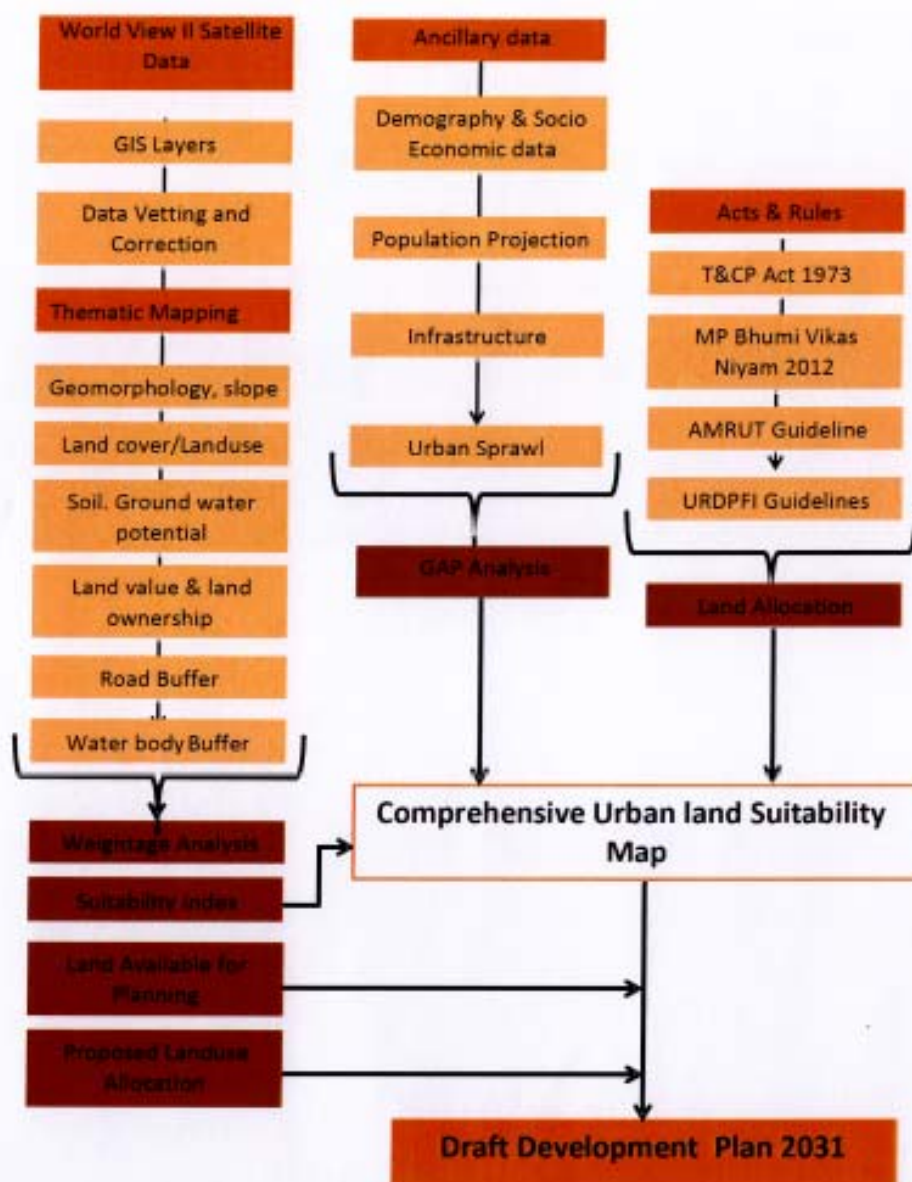 World View II Satellite
Data
GIS Layers
Data Vetting and
Correction
Thematic Mapping
Geomorphology, slope
Land cover/Landuse
Soil. Ground water
potential
Land value & land
ownership
Road Buffer
Water body Buffer
Weightage Analysis
Suitability index
Land Available for
Planning
Proposed Landuse
Allocation
Ancillary data
Demography & Socio
Economic data
Population Projection
Infrastructure
Urban Sprawl
GAP Analysis
Acts & Rules
T&CP Act 1973
MP Bhumi Vikas
Niyam 2012
AMRUT Guideline
URDPFI Guidelines
Land Allocation
Comprehensive Urban land Suitability
Map
Draft Development Plan 2031